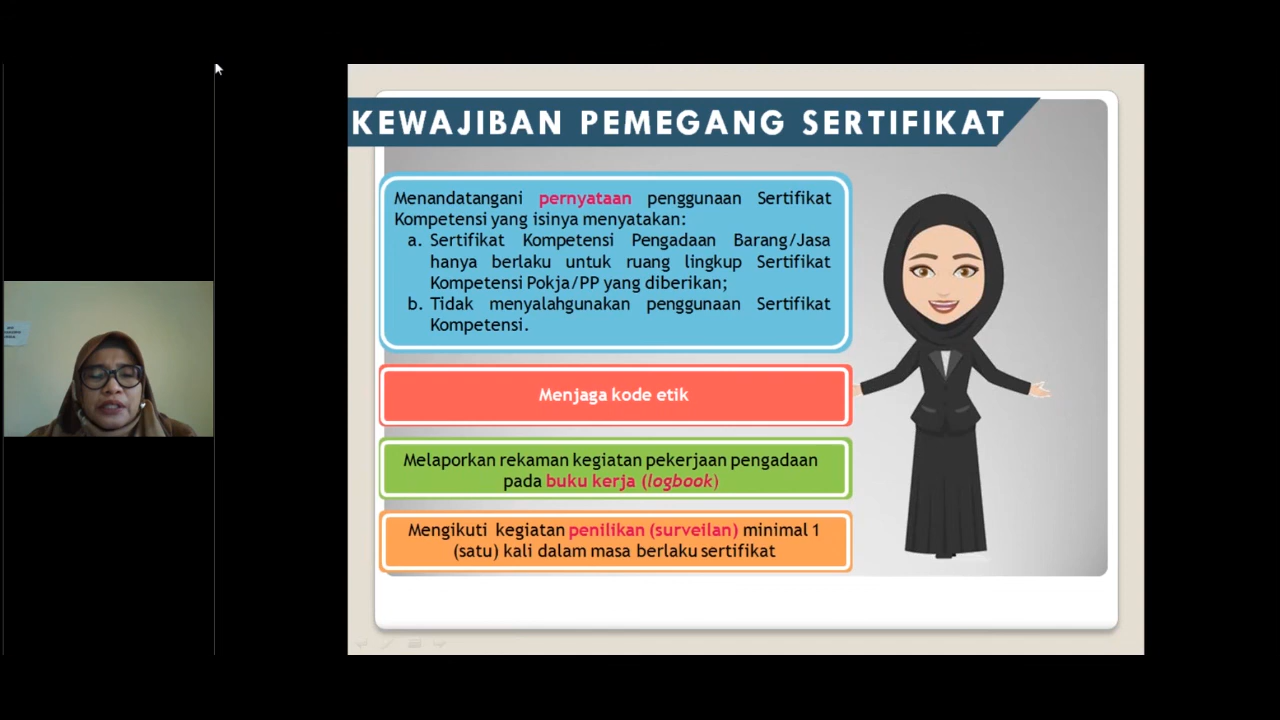 KEWAJIBAN PEMEGANG SERTIFIKAT
Menandatangani pernyataan penggunaan Sertifikat
Kompetensi yang isinya menyatakan:
a. Sertifikat Kompetensi Pengadaan Barang/Jasa
hanya berlaku untuk ruang lingkup Sertifikat
Kompetensi Pokja/PP yang diberikan;
b. Tidak menyalahgunakan penggunaan Sertifikat
Kompetensi.
Menjaga kode etik
Melaporkan rekaman kegiatan pekerjaan pengadaan
pada buku kerja (logbook)
Mengikuti kegiatan penilikan (surveilan) minimal 1
(satu) kali dalam masa berlaku sertifikat